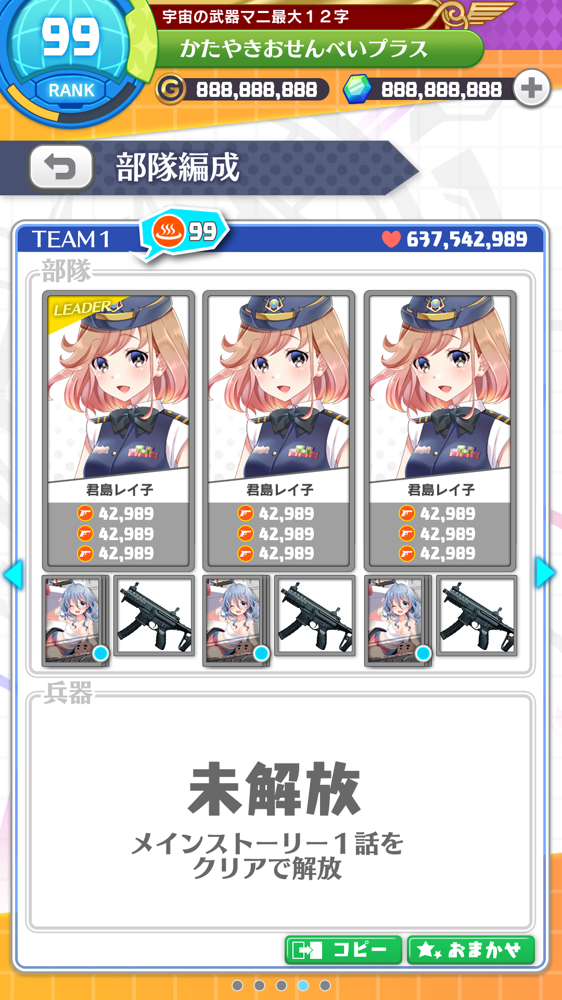 99
RANK
宇宙の武器マニ最大12字
かたやきおせんべいプラス
G 888,888,888
888,888,888
部隊編成
TEAM 1
99
637,542,989
部隊
LEADER
君島レイ子
42,989
42,989
42,989
君島レイ子
42,989
42,989
42,989
君島レイ子
42,989
42,989
42,989
兵器
未解放
メインストーリー1話を
クリアで解放
コピー
おまかせ